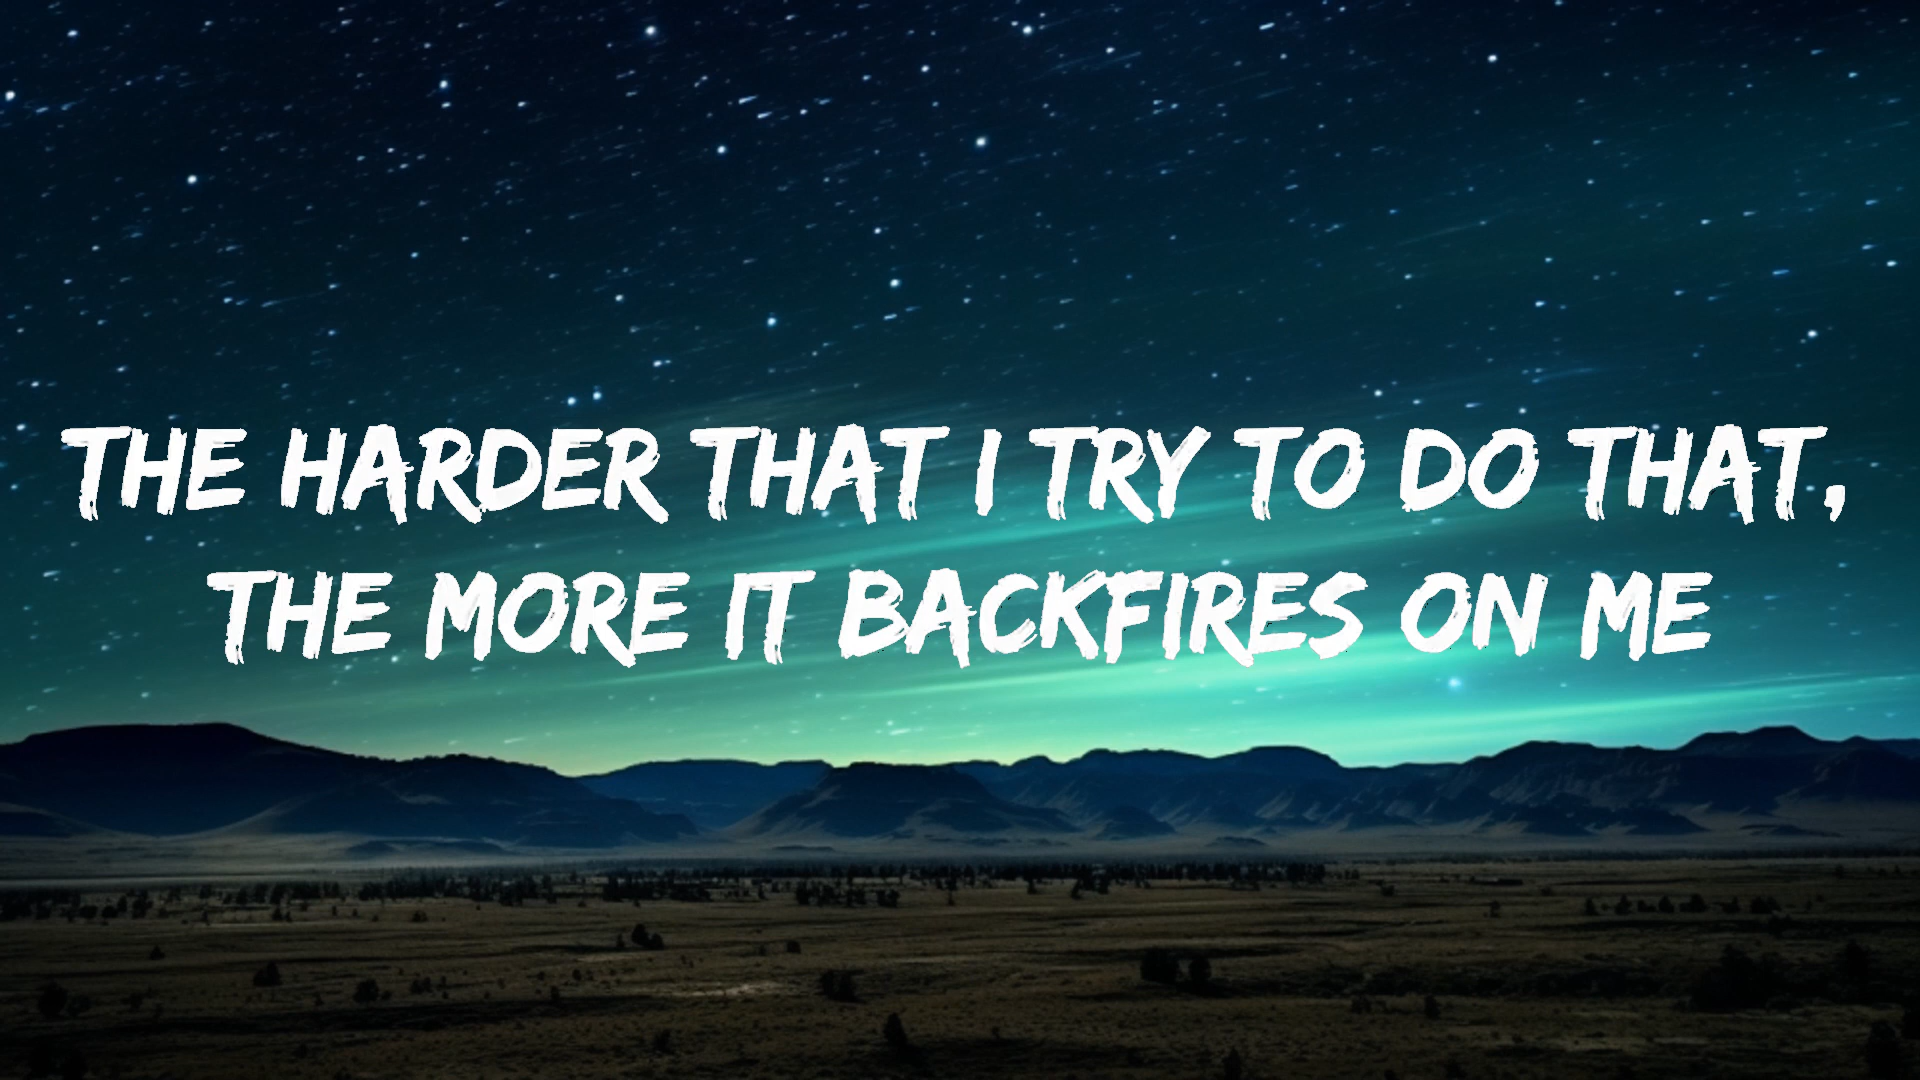 THE HARDER THAT I TRY TO DO THAT,
THE MORE IT BACKFIRES ON ME